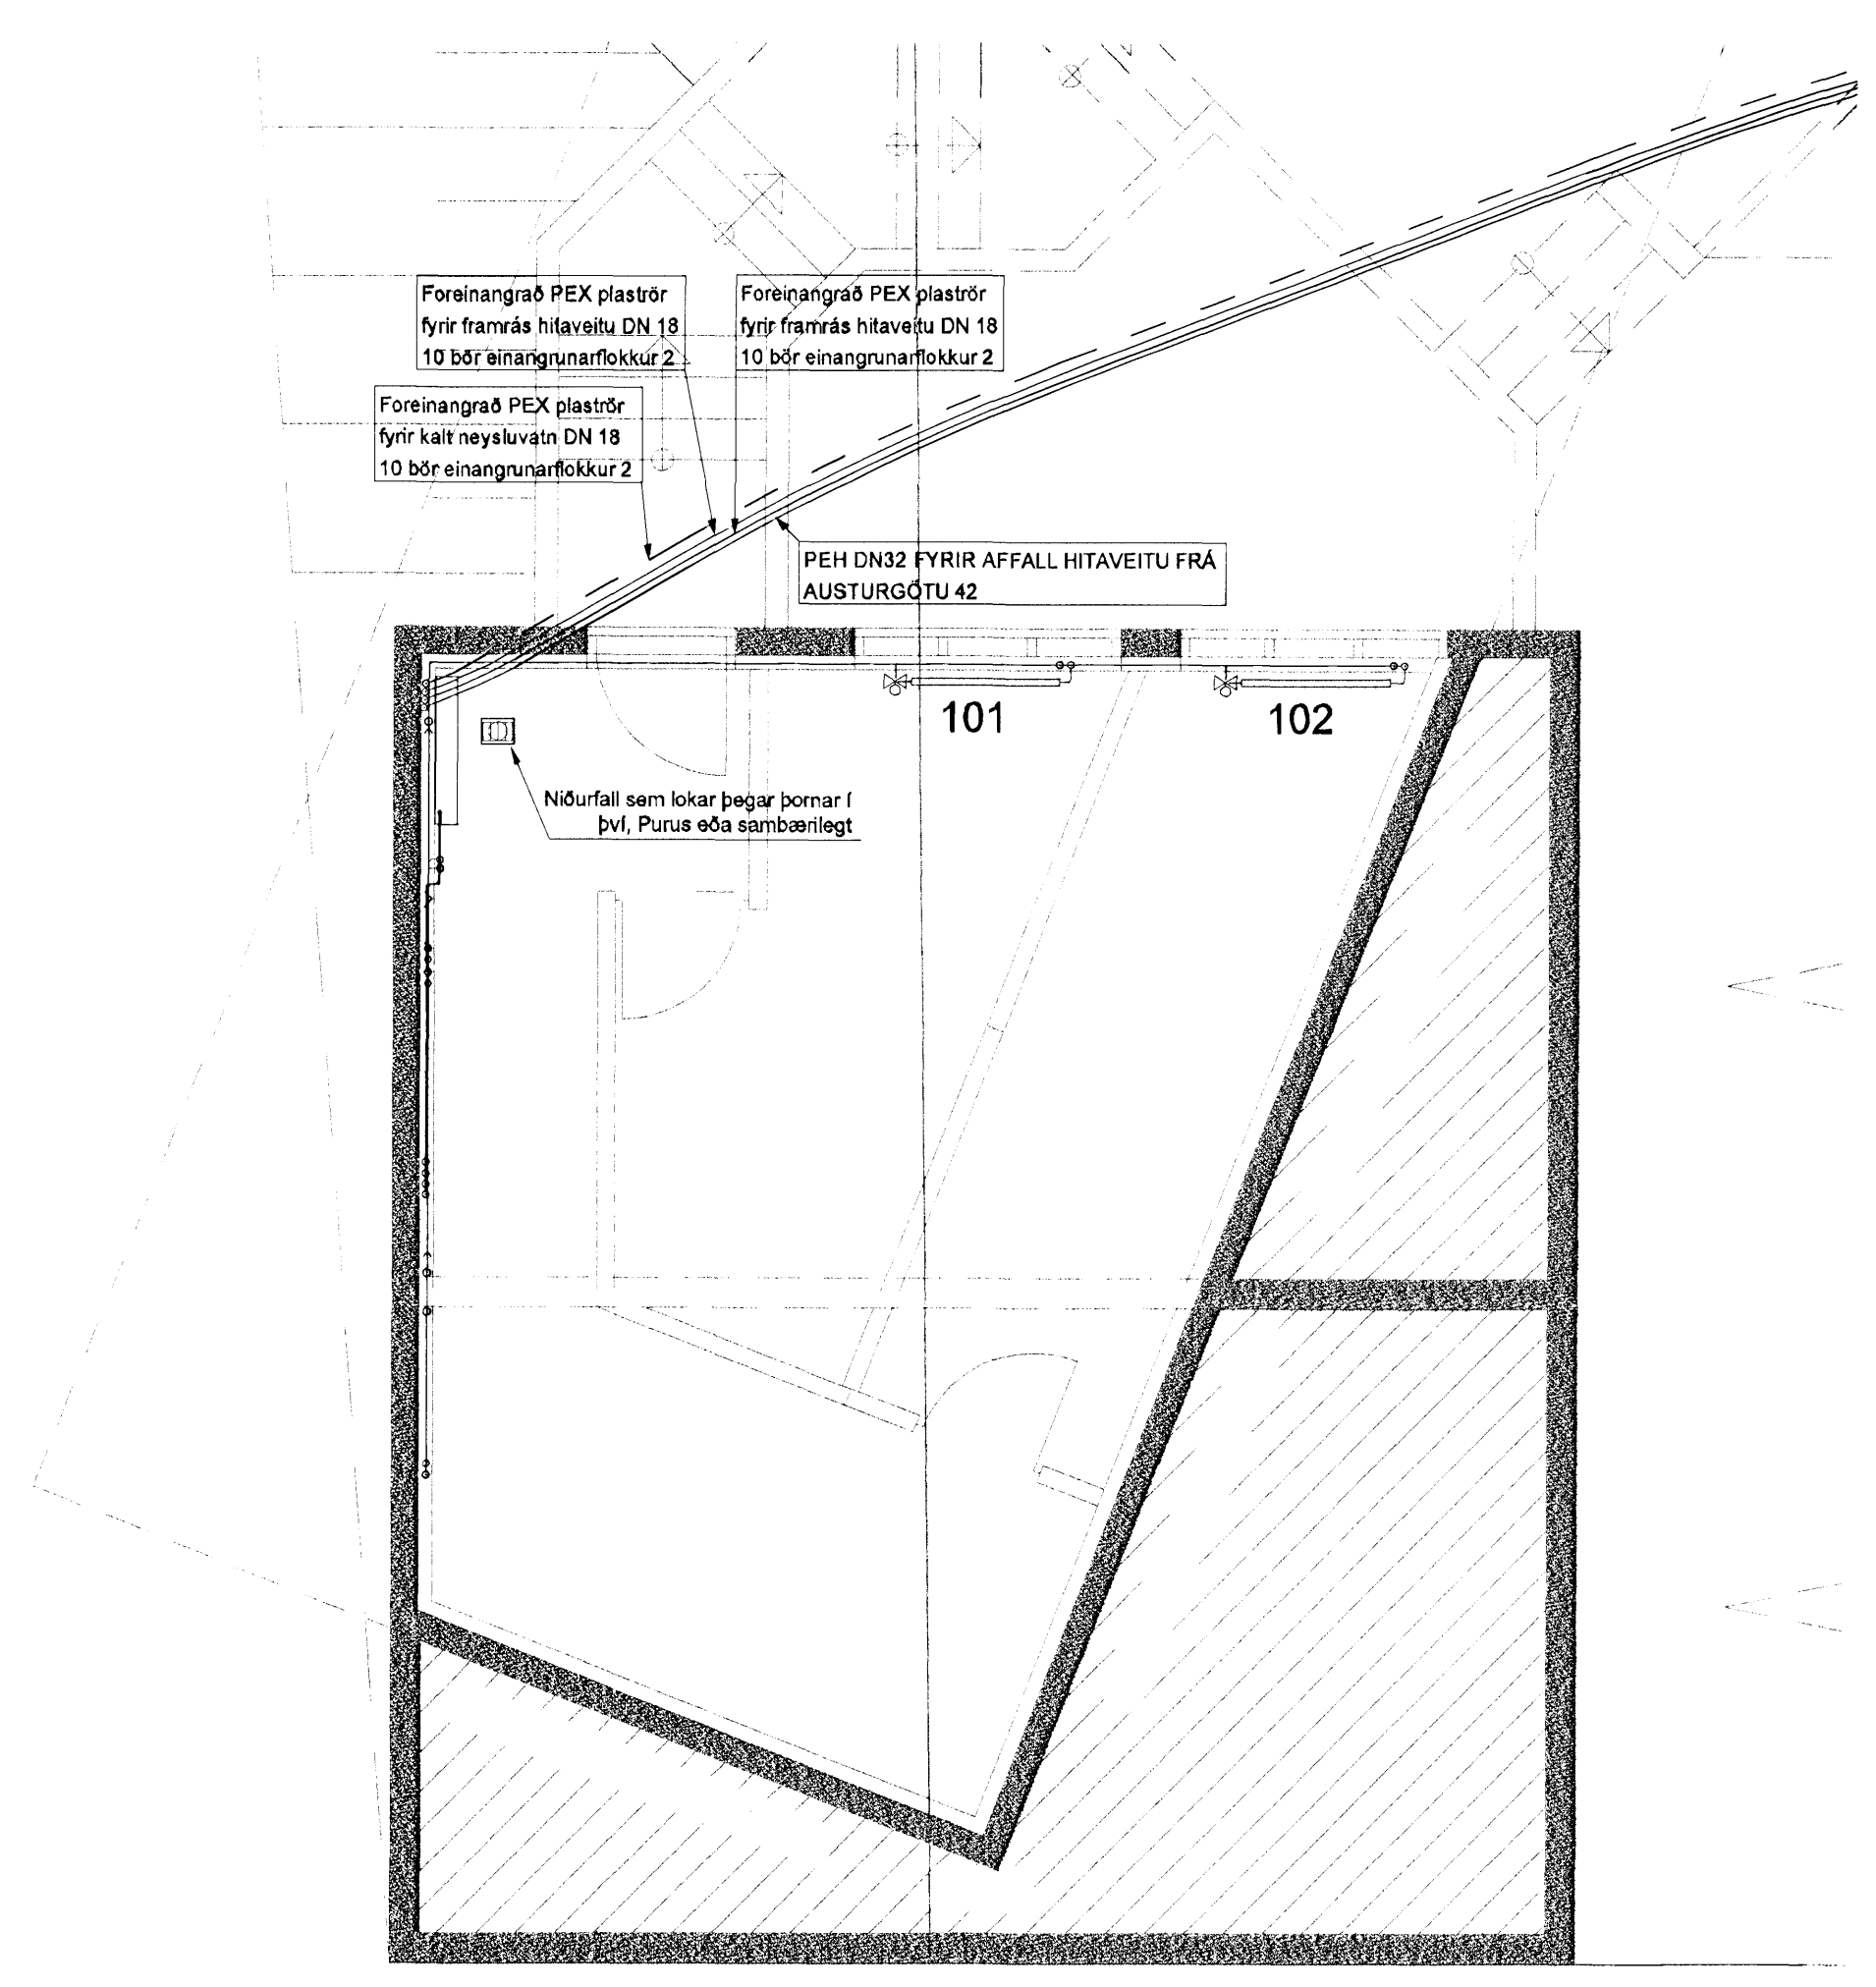 Foreinangrað PEX plaströr
fyrir framrás hitaveitu DN 18
10 bör einangrunarflokkur 2
Foreinangrað PEX plaströr
fyrir framrás hitaveitu DN 18
10 bör einangrunarflokkur 2
Foreinangrað PEX plaströr
fyrir kalt neysluvatn DN 18
10 bör einangrunarflokkur 2
PEH DN32 FYRIR AFFALL HITAVEITU FRÁ
AUSTURGÖTU 42
101
102
Niðurfall sem lokar þegar þornar í
því, Purus eða sambærilegt